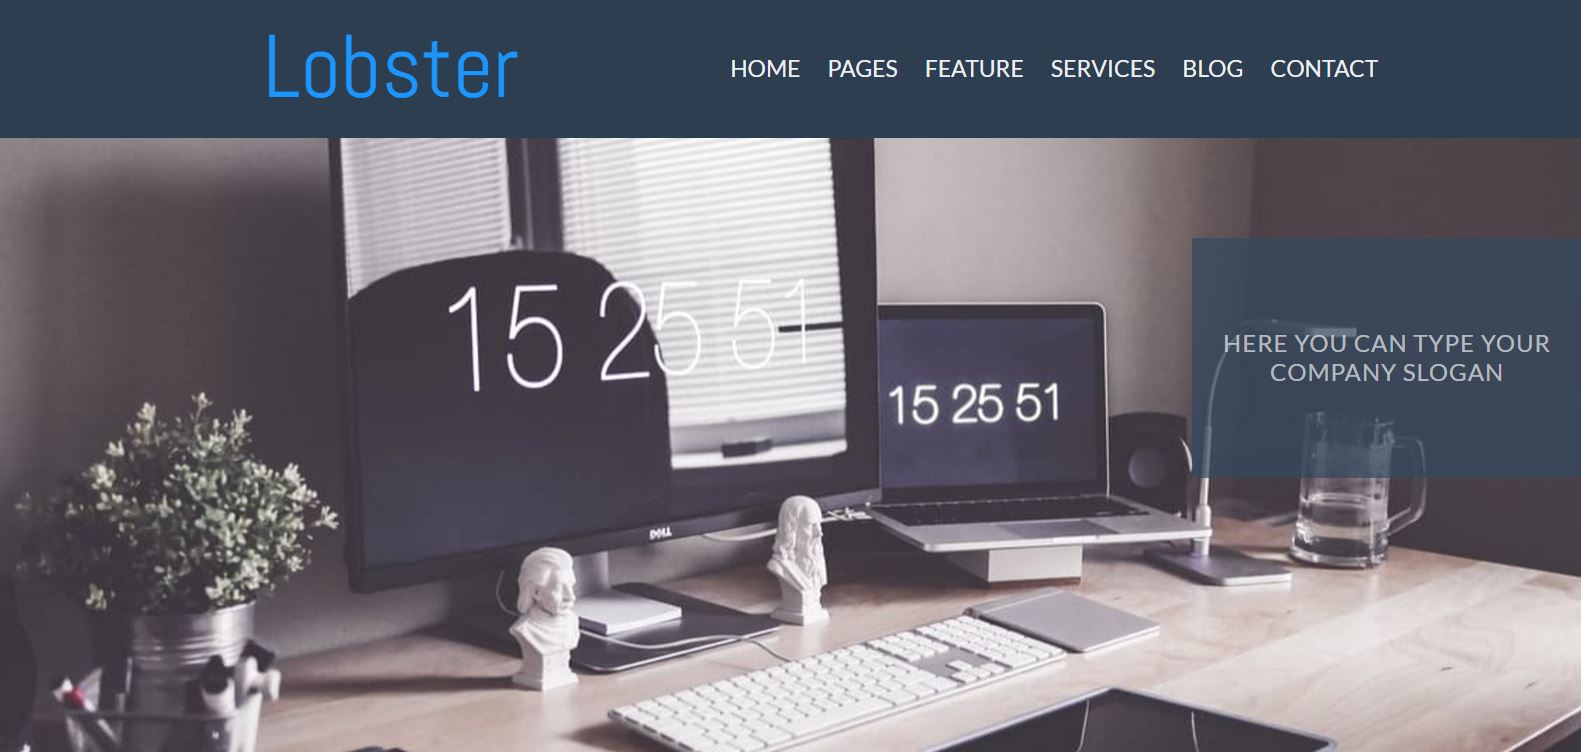 Lobster
HOME PAGES FEATURE SERVICES BLOG CONTACT
15 25 51
15 25 51
HERE YOU CAN TYPE YOUR
COMPANY SLOGAN
DELL